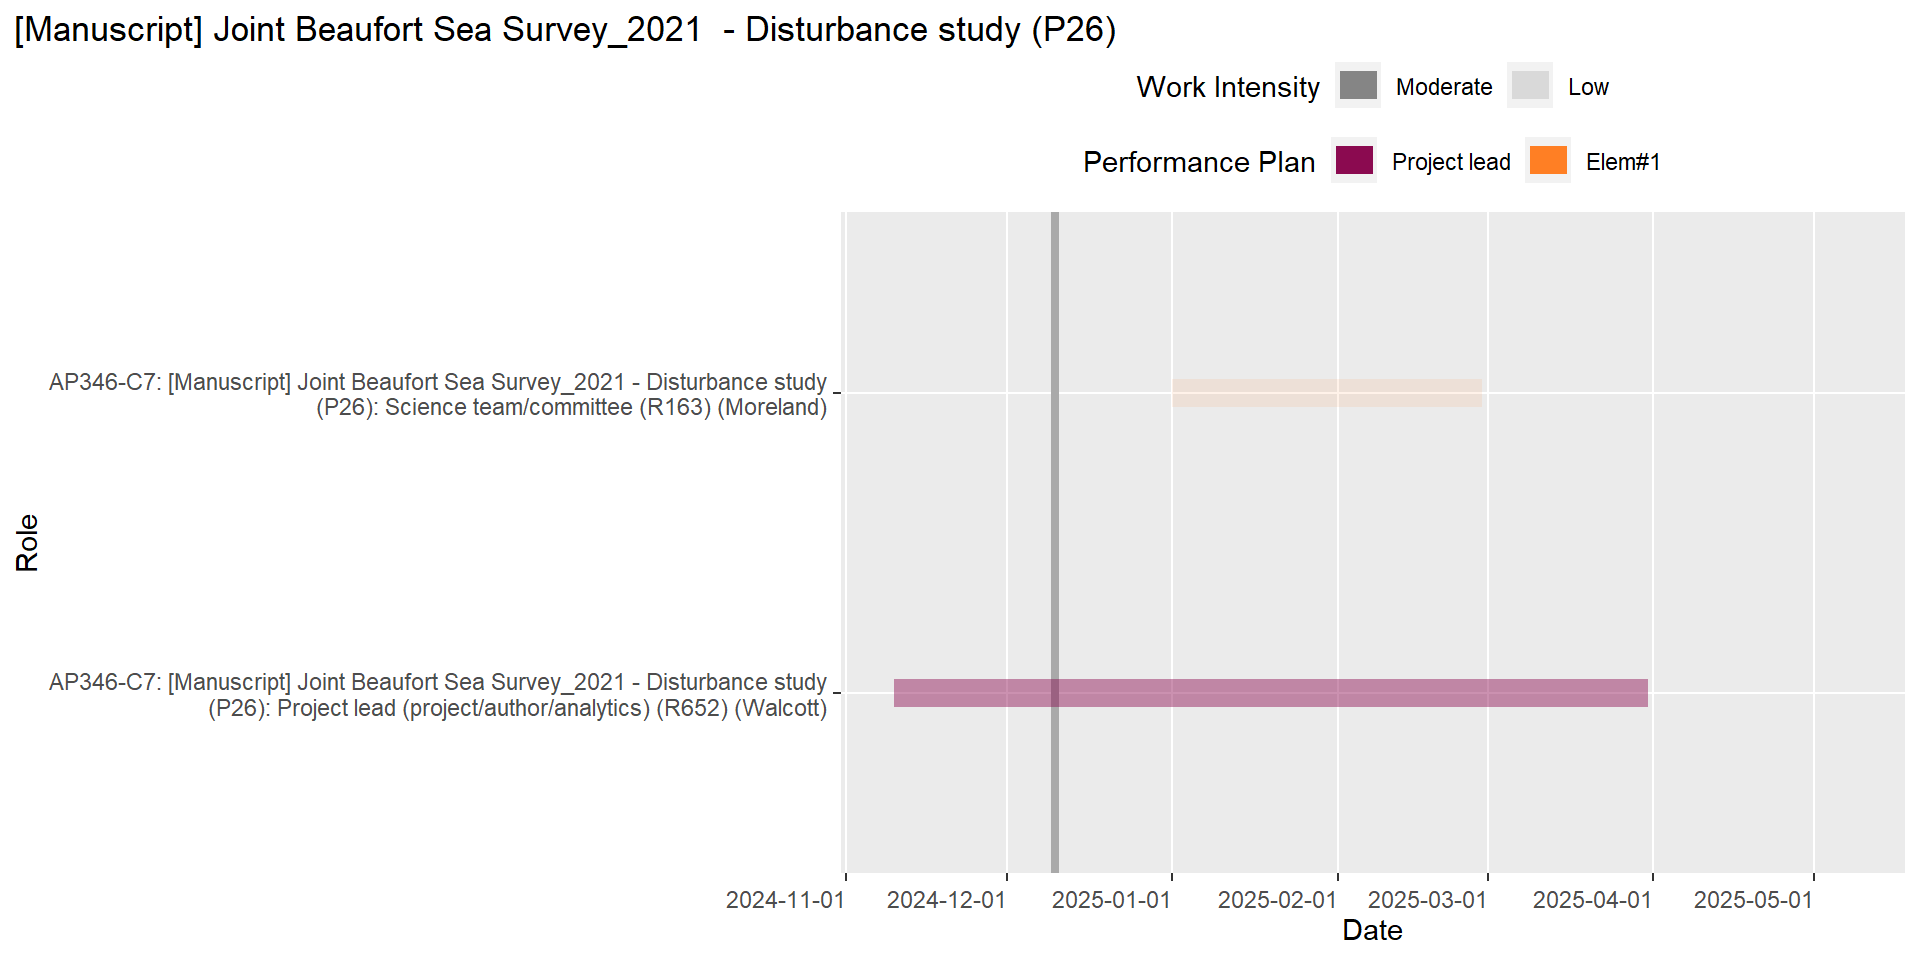 [Manuscript] Joint Beaufort Sea Survey_2021  - Disturbance study (P26)
Work Intensity Moderate Low
Performance Plan Project lead Elem#1
AP346-C7: [Manuscript] Joint Beaufort Sea Survey_2021 - Disturbance study
(P26): Science team/committee (R163) (Moreland)
Role
AP346-C7: [Manuscript] Joint Beaufort Sea Survey_2021 - Disturbance study
(P26): Project lead (project/author/analytics) (R652) (Walcott)
2024-11-01 2024-12-01 2025-01-01 2025-02-01 2025-03-01 2025-04-01 2025-05-01
Date